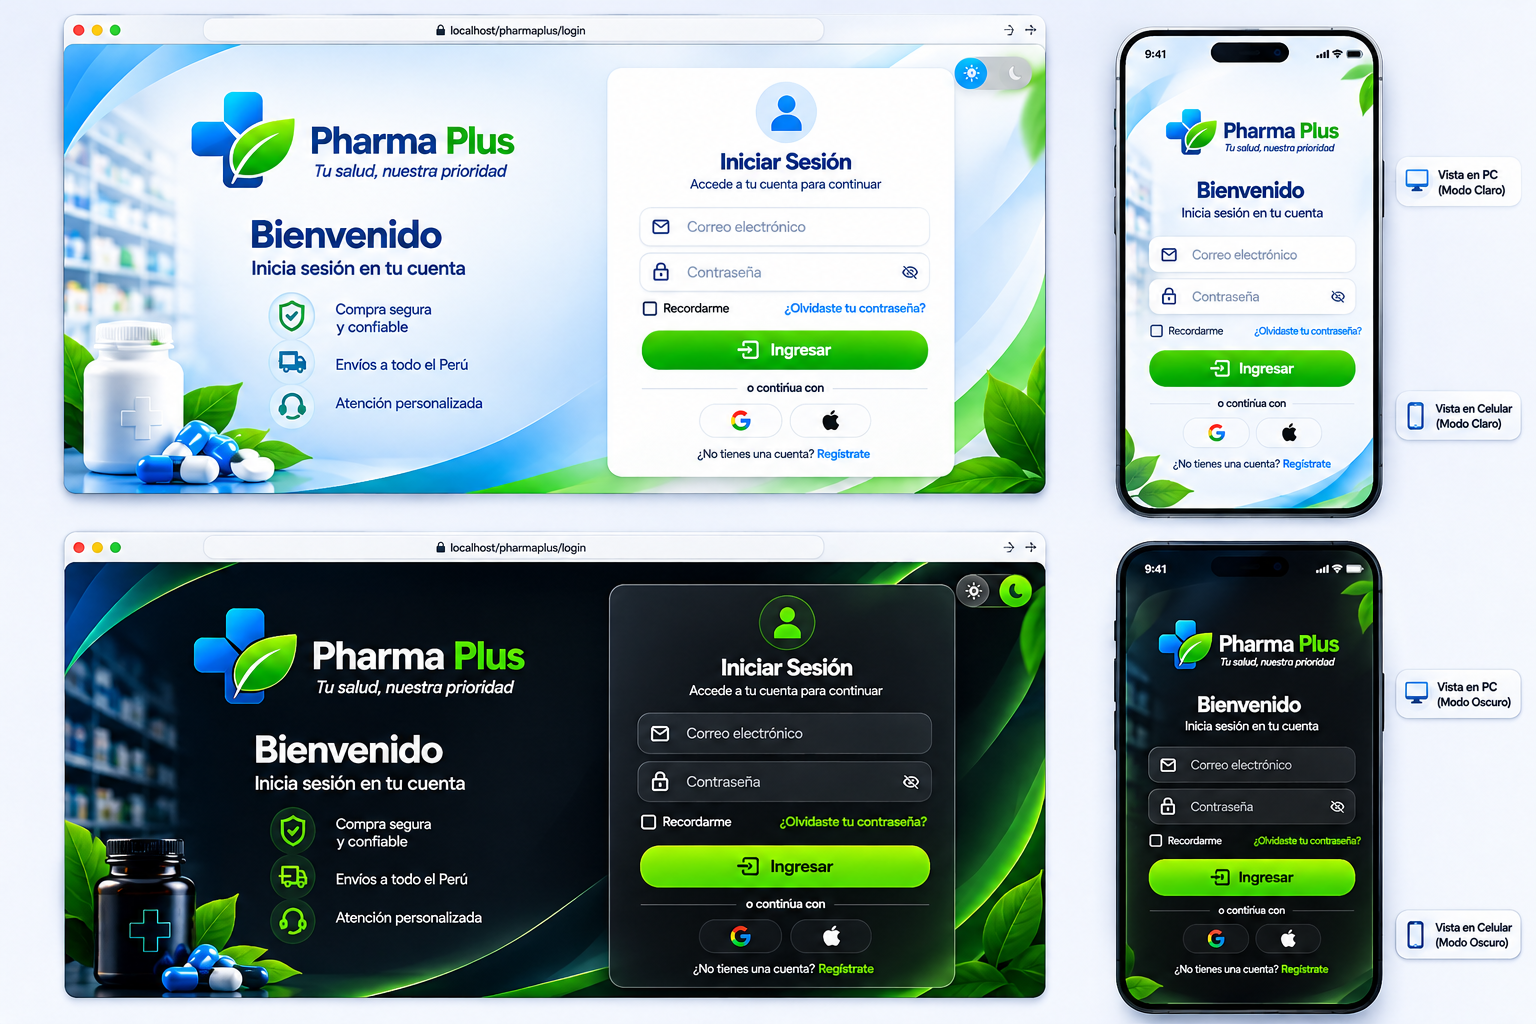 localhost/pharmaplus/login
Pharma Plus
Tu salud, nuestra prioridad
Bienvenido
Inicia sesión en tu cuenta
Compra segura
y confiable
Envíos a todo el Perú
Atención personalizada
Iniciar Sesión
Accede a tu cuenta para continuar
Correo electrónico
Contraseña
Recordarme
¿Olvidaste tu contraseña?
Ingresar
o continúa con
¿No tienes una cuenta? Regístrate
9:41
Pharma Plus
Tu salud, nuestra prioridad
Bienvenido
Inicia sesión en tu cuenta
Correo electrónico
Contraseña
Recordarme
¿Olvidaste tu contraseña?
Ingresar
o continúa con
¿No tienes una cuenta? Regístrate
Vista en PC
(Modo Claro)
Vista en Celular
(Modo Claro)
localhost/pharmaplus/login
Pharma Plus
Tu salud, nuestra prioridad
Bienvenido
Inicia sesión en tu cuenta
Compra segura
y confiable
Envíos a todo el Perú
Atención personalizada
Iniciar Sesión
Accede a tu cuenta para continuar
Correo electrónico
Contraseña
Recordarme
¿Olvidaste tu contraseña?
Ingresar
o continúa con
¿No tienes una cuenta? Regístrate
9:41
Pharma Plus
Tu salud, nuestra prioridad
Bienvenido
Inicia sesión en tu cuenta
Correo electrónico
Contraseña
Recordarme
¿Olvidaste tu contraseña?
Ingresar
o continúa con
¿No tienes una cuenta? Regístrate
Vista en PC
(Modo Oscuro)
Vista en Celular
(Modo Oscuro)